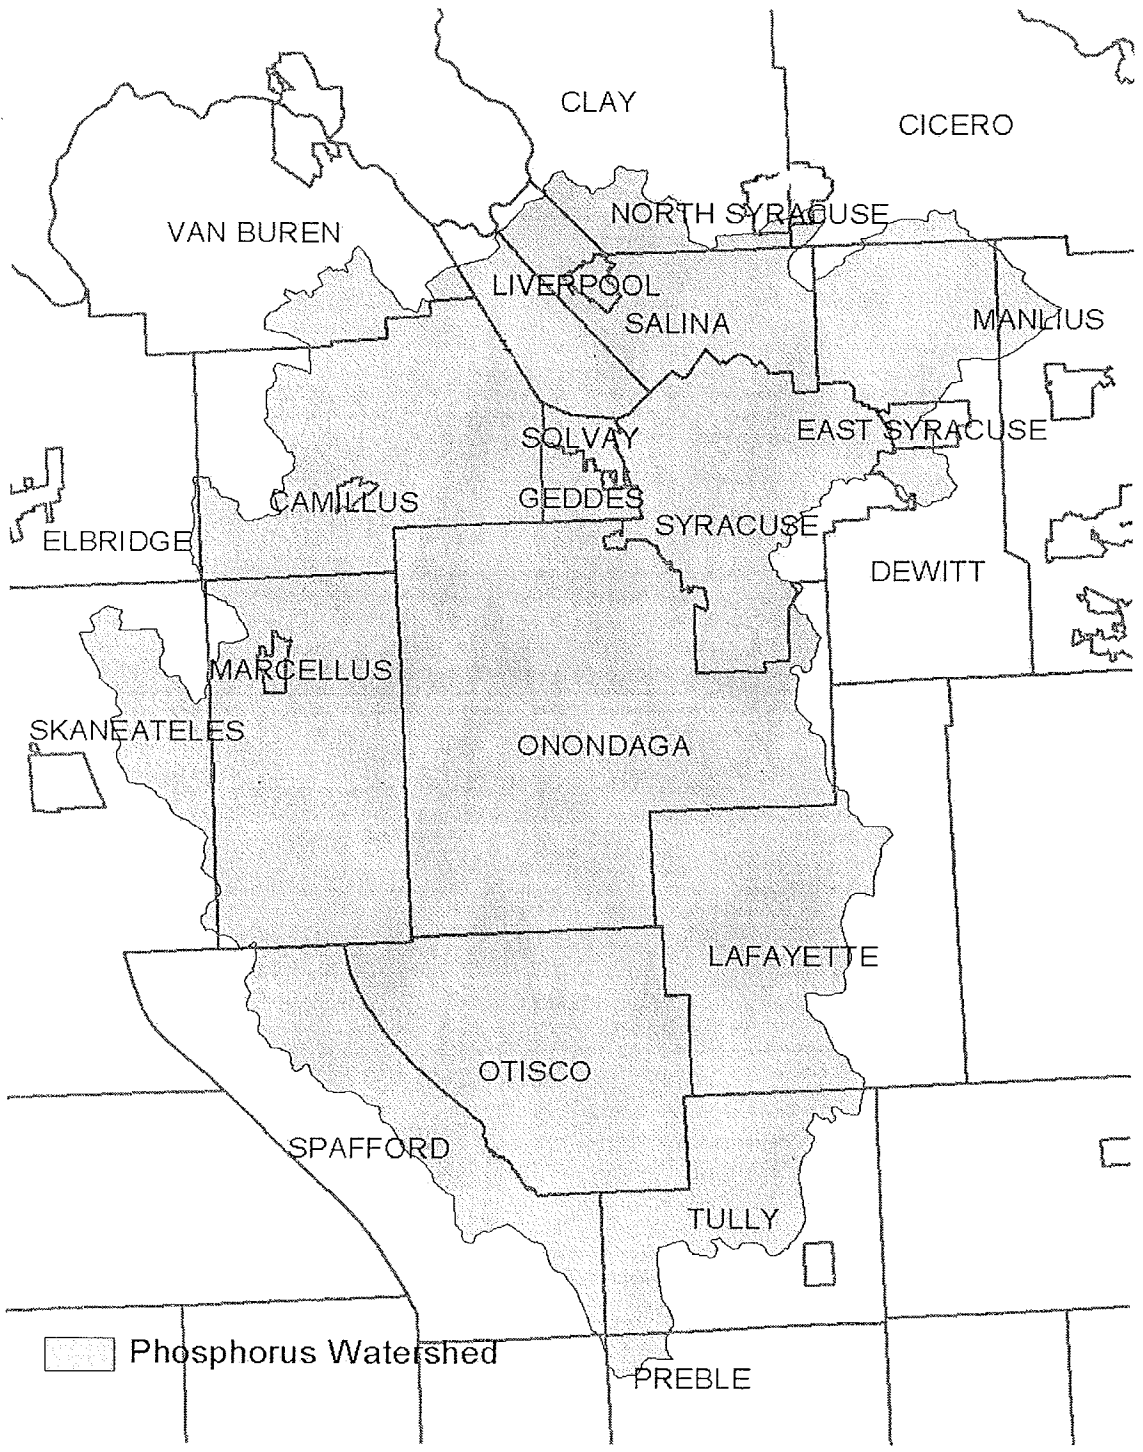 CLAY
CICERO
NORTH SYRACUSE
VAN BUREN
LIVERPOOL
SALINA
MANLIUS
EAST SYRACUSE
SOLVAY
CAMILLUS
GEDDES
SYRACUSE
ELBRIDGE
DEWITT
MARCELLUS
SKANEATELES
ONONDAGA
LAFAYETTE
OTISCO
SPAFFORD
TULLY
Phosphorus Watershed
PREBLE